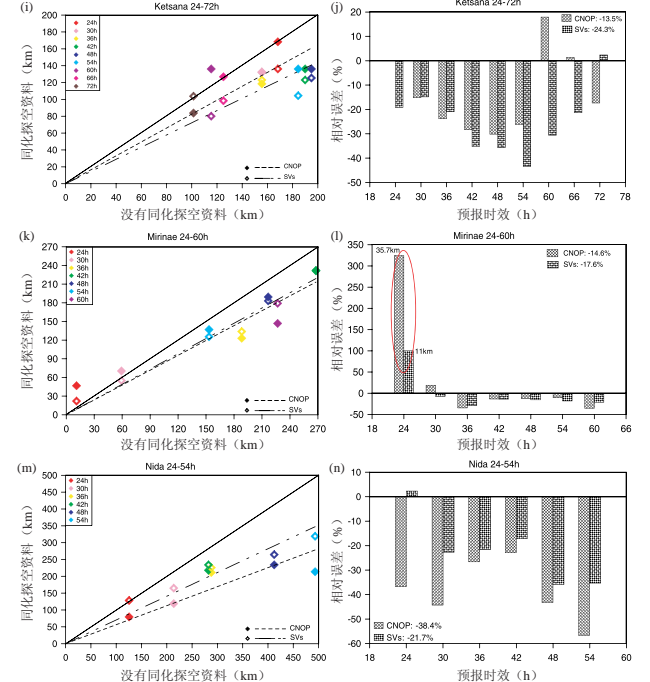 (i)
Ketsana 24-72h
200
180
160
140
120
100
80
60
40
20
0
24h
30h
36h
42h
48h
54h
60h
66h
72h
CNOP
SVs
0 20 40 60 80 100 120 140 160 180 200
同化探空资料（km）
没有同化探空资料（km）
(j)
Ketsana 24-72h
20
10
0
-10
-20
-30
-40
-50
CNOP: -13.5%
SVs: -24.3%
18 24 30 36 42 48 54 60 66 72 78
相对误差（%）
预报时效（h）
(k)
Mirinae 24-60h
270
240
210
180
150
120
90
60
30
0
24h
30h
36h
42h
48h
54h
60h
CNOP
SVs
0 30 60 90 120 150 180 210 240 270
同化探空资料（km）
没有同化探空资料（km）
(l)
Mirinae 24-60h
350
300
250
200
150
100
50
0
-50
35.7km
11km
CNOP: -14.6%
SVs: -17.6%
18 24 30 36 42 48 54 60 66
相对误差（%）
预报时效（h）
(m)
Nida 24-54h
500
450
400
350
300
250
200
150
100
50
0
24h
30h
36h
42h
48h
54h
CNOP
SVs
0 50 100 150 200 250 300 350 400 450 500
同化探空资料（km）
没有同化探空资料（km）
(n)
Nida 24-54h
10
0
-10
-20
-30
-40
-50
-60
CNOP: -38.4%
SVs: -21.7%
18 24 30 36 42 48 54 60
相对误差（%）
预报时效（h）